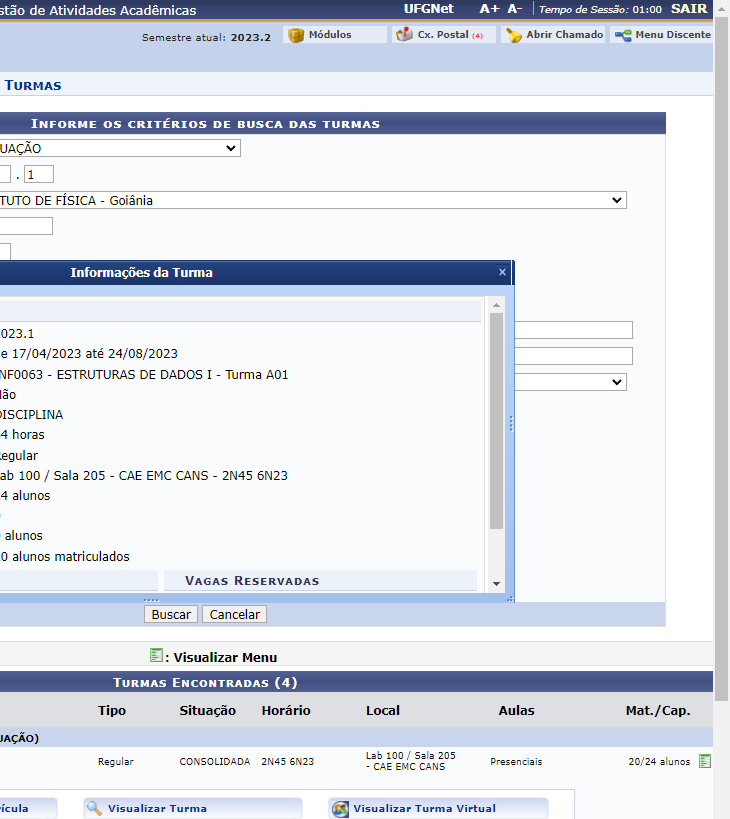 stão de Atividades Acadêmicas UFGNet A+ A- Tempo de Sessão: 01:00 SAIR
Semestre atual: 2023.2 Módulos Cx. Postal (4) Abrir Chamado Menu Discente
TURMAS
INFORME OS CRITÉRIOS DE BUSCA DAS TURMAS
UAÇÃO
. 1
TUTO DE FÍSICA - Goiânia
Informações da Turma x
023.1
e 17/04/2023 até 24/08/2023
NF0063 - ESTRUTURAS DE DADOS I - Turma A01
ão
DISCIPLINA
4 horas
egular
ab 100 / Sala 205 - CAE EMC CANS - 2N45 6N23
4 alunos
alunos
0 alunos matriculados
VAGAS RESERVADAS
Buscar Cancelar
: Visualizar Menu
TURMAS ENCONTRADAS (4)
Tipo Situação Horário Local Aulas Mat./Cap.
UAÇÃO)
Regular CONSOLIDADA 2N45 6N23 Lab 100 / Sala 205 Presenciais 20/24 alunos
- CAE EMC CANS
rícula Visualizar Turma Visualizar Turma Virtual